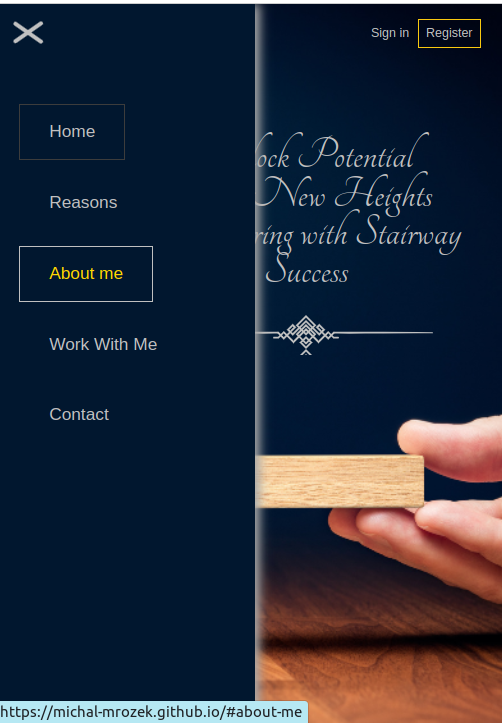 Sign in
Register
Home
Reasons
About me
Work With Me
Contact
ock Potential
New Heights
ring with Stairway
Success
https://michal-mrozek.github.io/#about-me